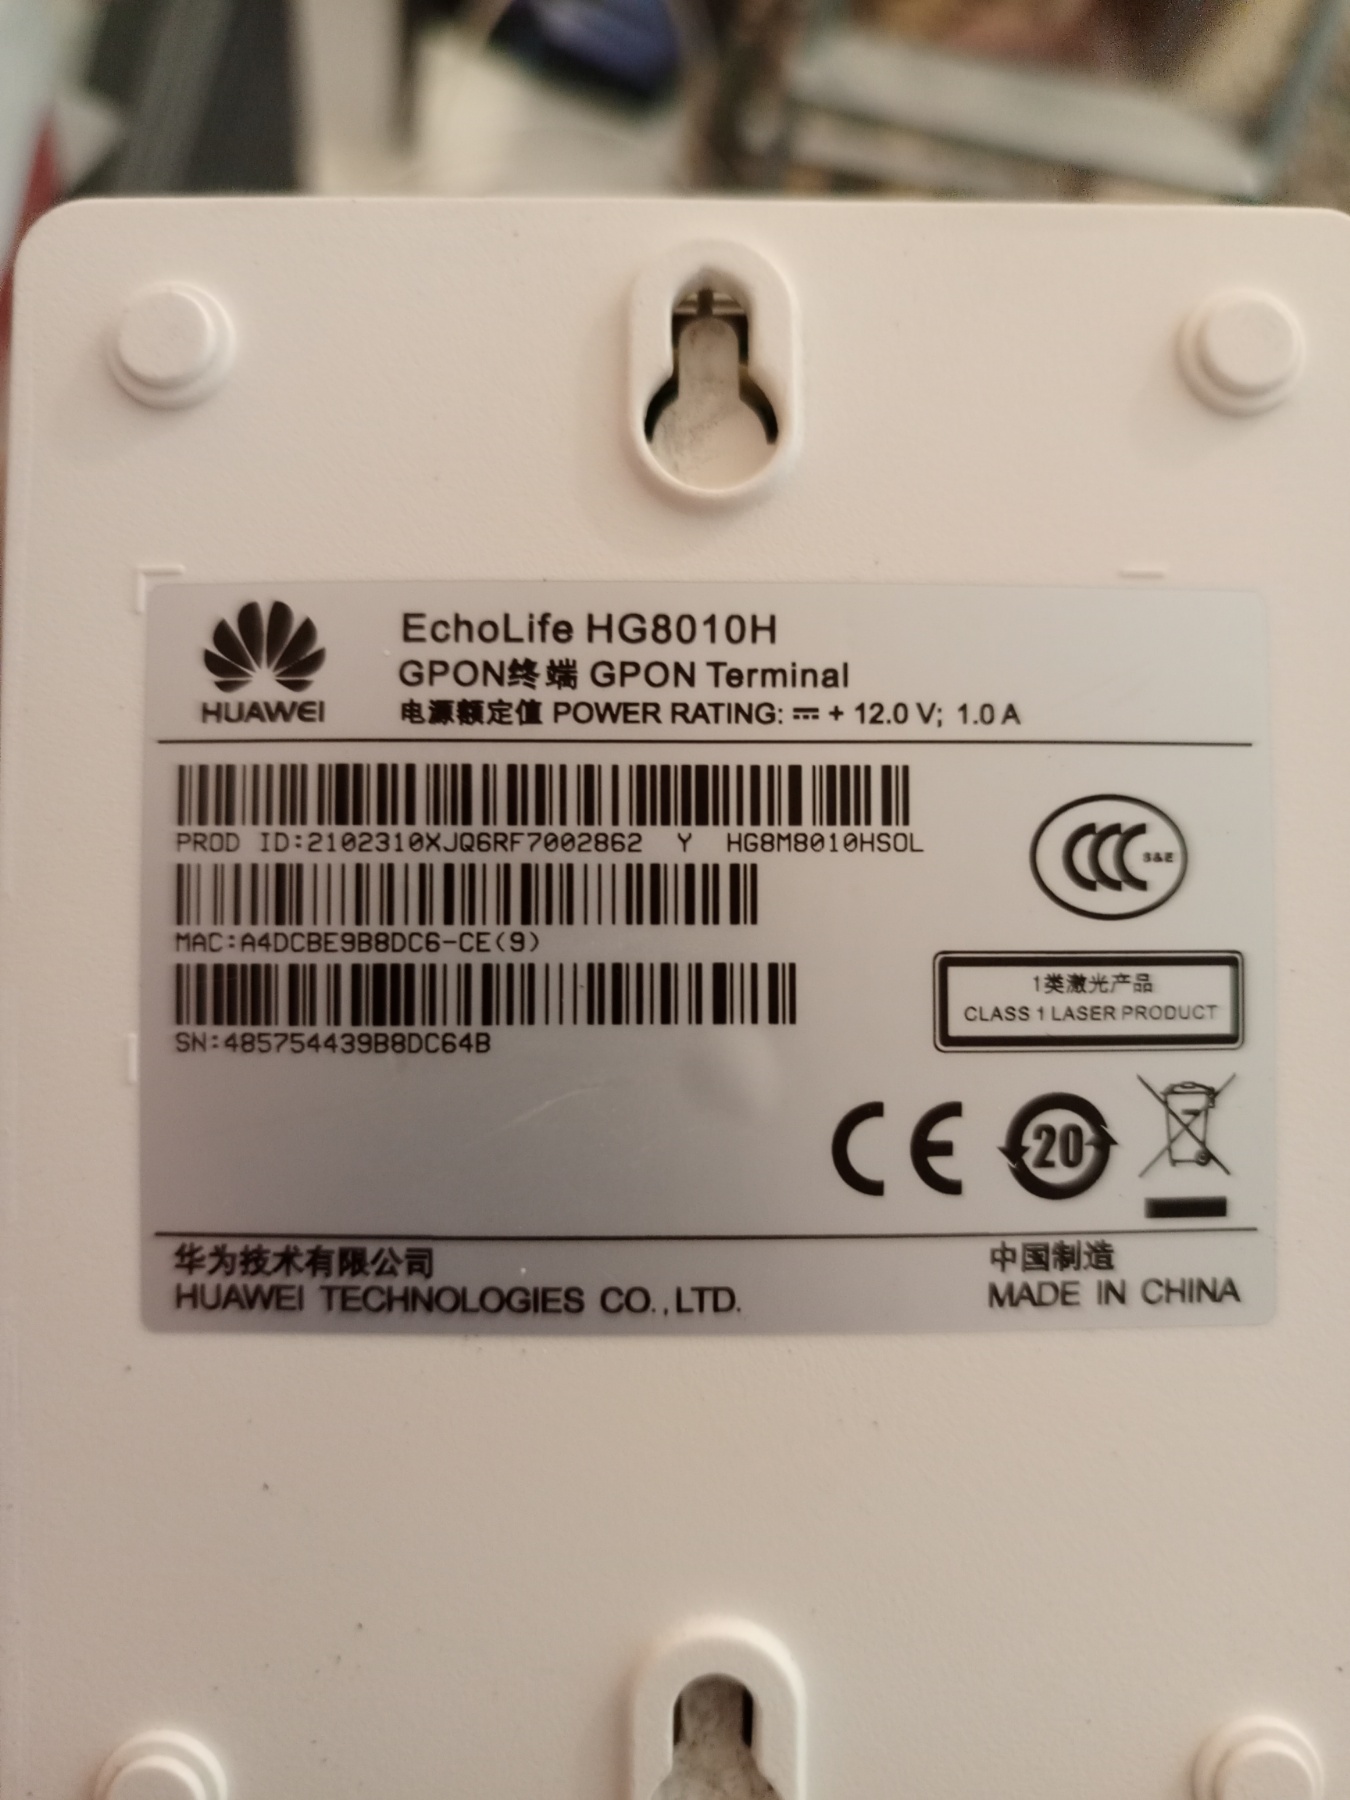 HUAWEI
EchoLife HG8010H
GPON终端 GPON Terminal
电源额定值 POWER RATING: ⎓ + 12.0 V; 1.0 A
PROD ID:2102310XJQ6RF7002862 Y HG8M8010HSOL
MAC:A4DCBE9B8DC6-CE(9)
SN:485754439B8DC64B
CCC S&E
1类激光产品
CLASS 1 LASER PRODUCT
CE
20
华为技术有限公司
HUAWEI TECHNOLOGIES CO.,LTD.
中国制造
MADE IN CHINA